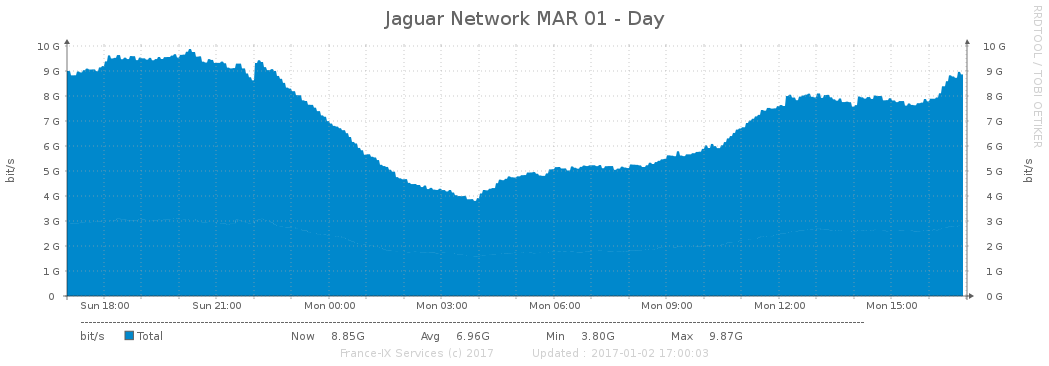 Jaguar Network MAR 01 - Day
RRDTOOL / TOBI OETIKER
10 G 10 G
9 G 9 G
8 G 8 G
7 G 7 G
6 G 6 G
5 G 5 G
4 G 4 G
3 G 3 G
2 G 2 G
1 G 1 G
0 0 G
bit/s
bit/s
Sun 18:00 Sun 21:00 Mon 00:00 Mon 03:00 Mon 06:00 Mon 09:00 Mon 12:00 Mon 15:00
bit/s Total Now 8.85G Avg 6.96G Min 3.80G Max 9.87G
France-IX Services (c) 2017 Updated : 2017-01-02 17:00:03